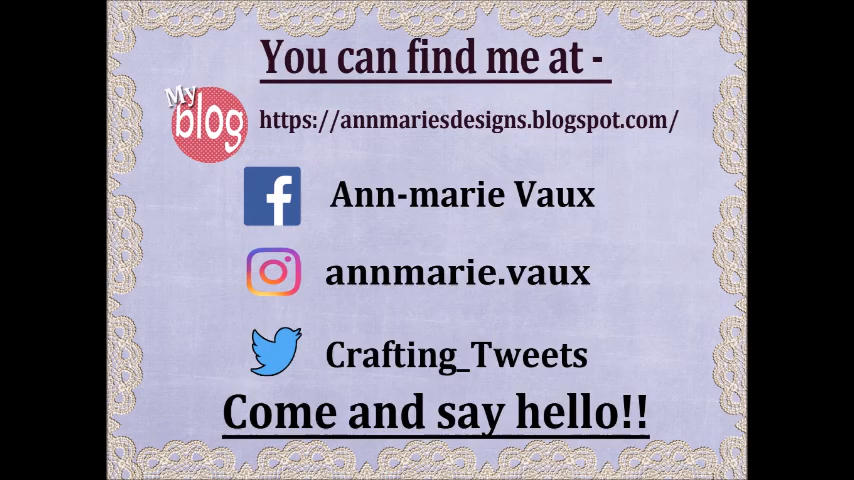 You can find me at -
My
blog
https://annmariesdesigns.blogspot.com/
Ann-marie Vaux
annmarie.vaux
Crafting_Tweets
Come and say hello!!